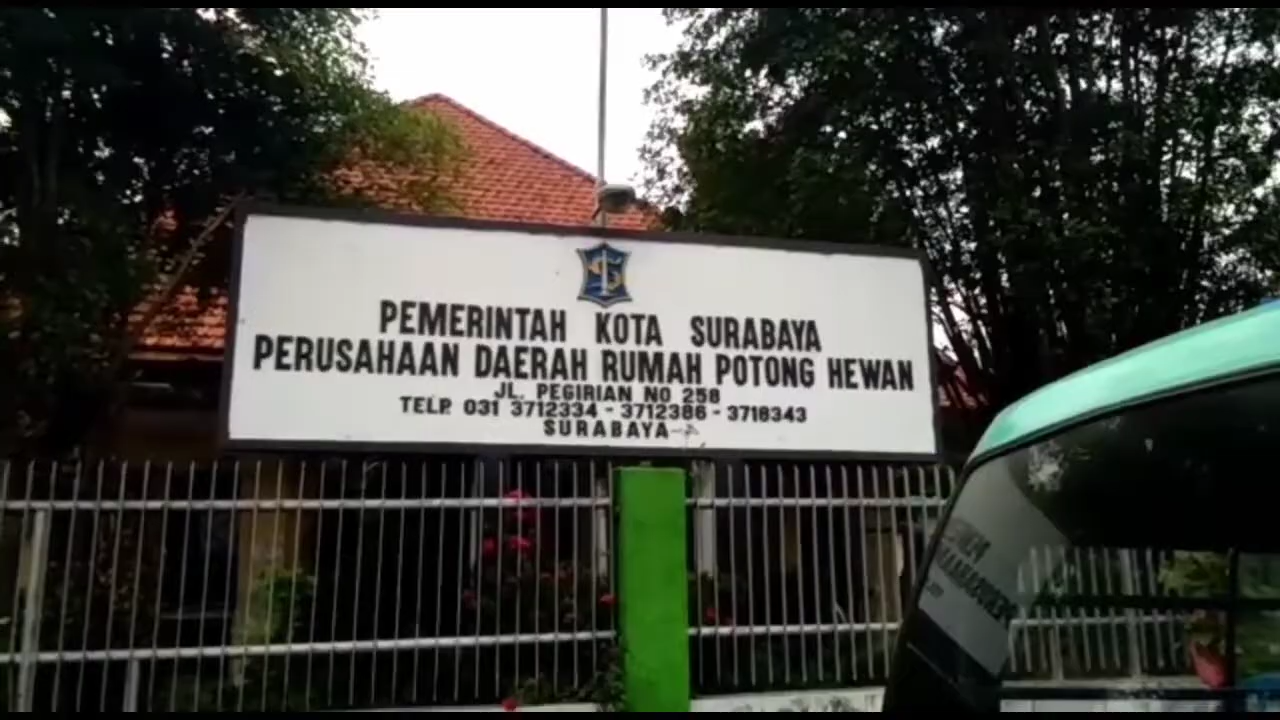 PEMERINTAH KOTA SURABAYA
PERUSAHAAN DAERAH RUMAH POTONG HEWAN
JL. PEGIRIAN NO 258
TELP. 031 3712334 - 3712386 - 3718343
SURABAYA